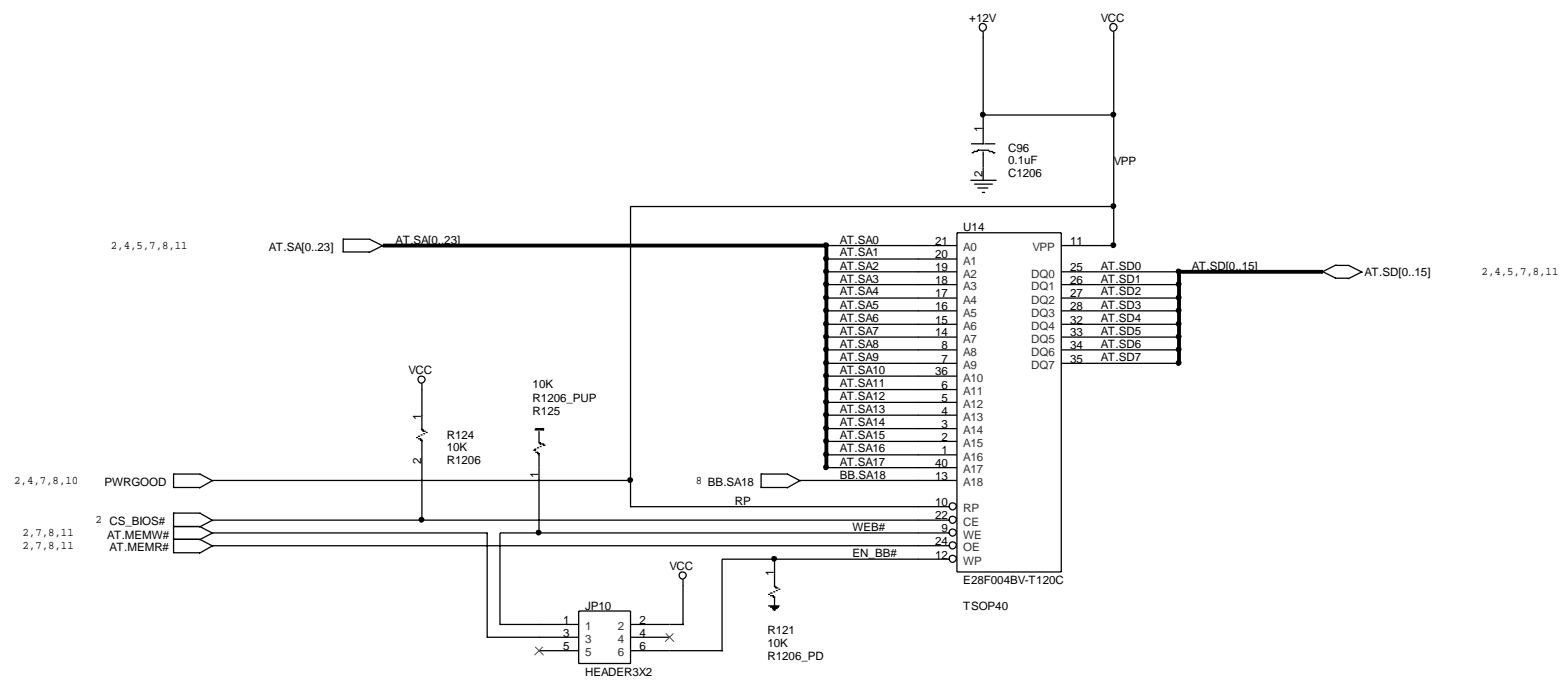 +12V
VCC
1
C96
0.1uF
C1206
2
VPP
U14
2,4,5,7,8,11
AT.SA[0..23]
AT.SA[0..23]
AT.SA0 21 A0
AT.SA1 20 A1
AT.SA2 19 A2
AT.SA3 18 A3
AT.SA4 17 A4
AT.SA5 16 A5
AT.SA6 15 A6
AT.SA7 14 A7
AT.SA8 8 A8
AT.SA9 7 A9
AT.SA10 36 A10
AT.SA11 6 A11
AT.SA12 5 A12
AT.SA13 4 A13
AT.SA14 3 A14
AT.SA15 2 A15
AT.SA16 1 A16
AT.SA17 40 A17
8 BB.SA18
BB.SA18 13 A18
RP 10 RP
22 CE
WEB# 9 WE
24 OE
EN_BB# 12 WP
VPP 11
DQ0 25 AT.SD0
DQ1 26 AT.SD1
DQ2 27 AT.SD2
DQ3 28 AT.SD3
DQ4 32 AT.SD4
DQ5 33 AT.SD5
DQ6 34 AT.SD6
DQ7 35 AT.SD7
AT.SD[0..15]
AT.SD[0..15]
2,4,5,7,8,11
E28F004BV-T120C
TSOP40
VCC
1
R124
10K
R1206
2
10K
R1206_PUP
R125
1
2,4,7,8,10 PWRGOOD
2 CS_BIOS#
2,7,8,11 AT.MEMW#
2,7,8,11 AT.MEMR#
VCC
JP10
1 1 2 2
3 3 4 4
5 5 6 6
HEADER3X2
1
R121
10K
R1206_PD